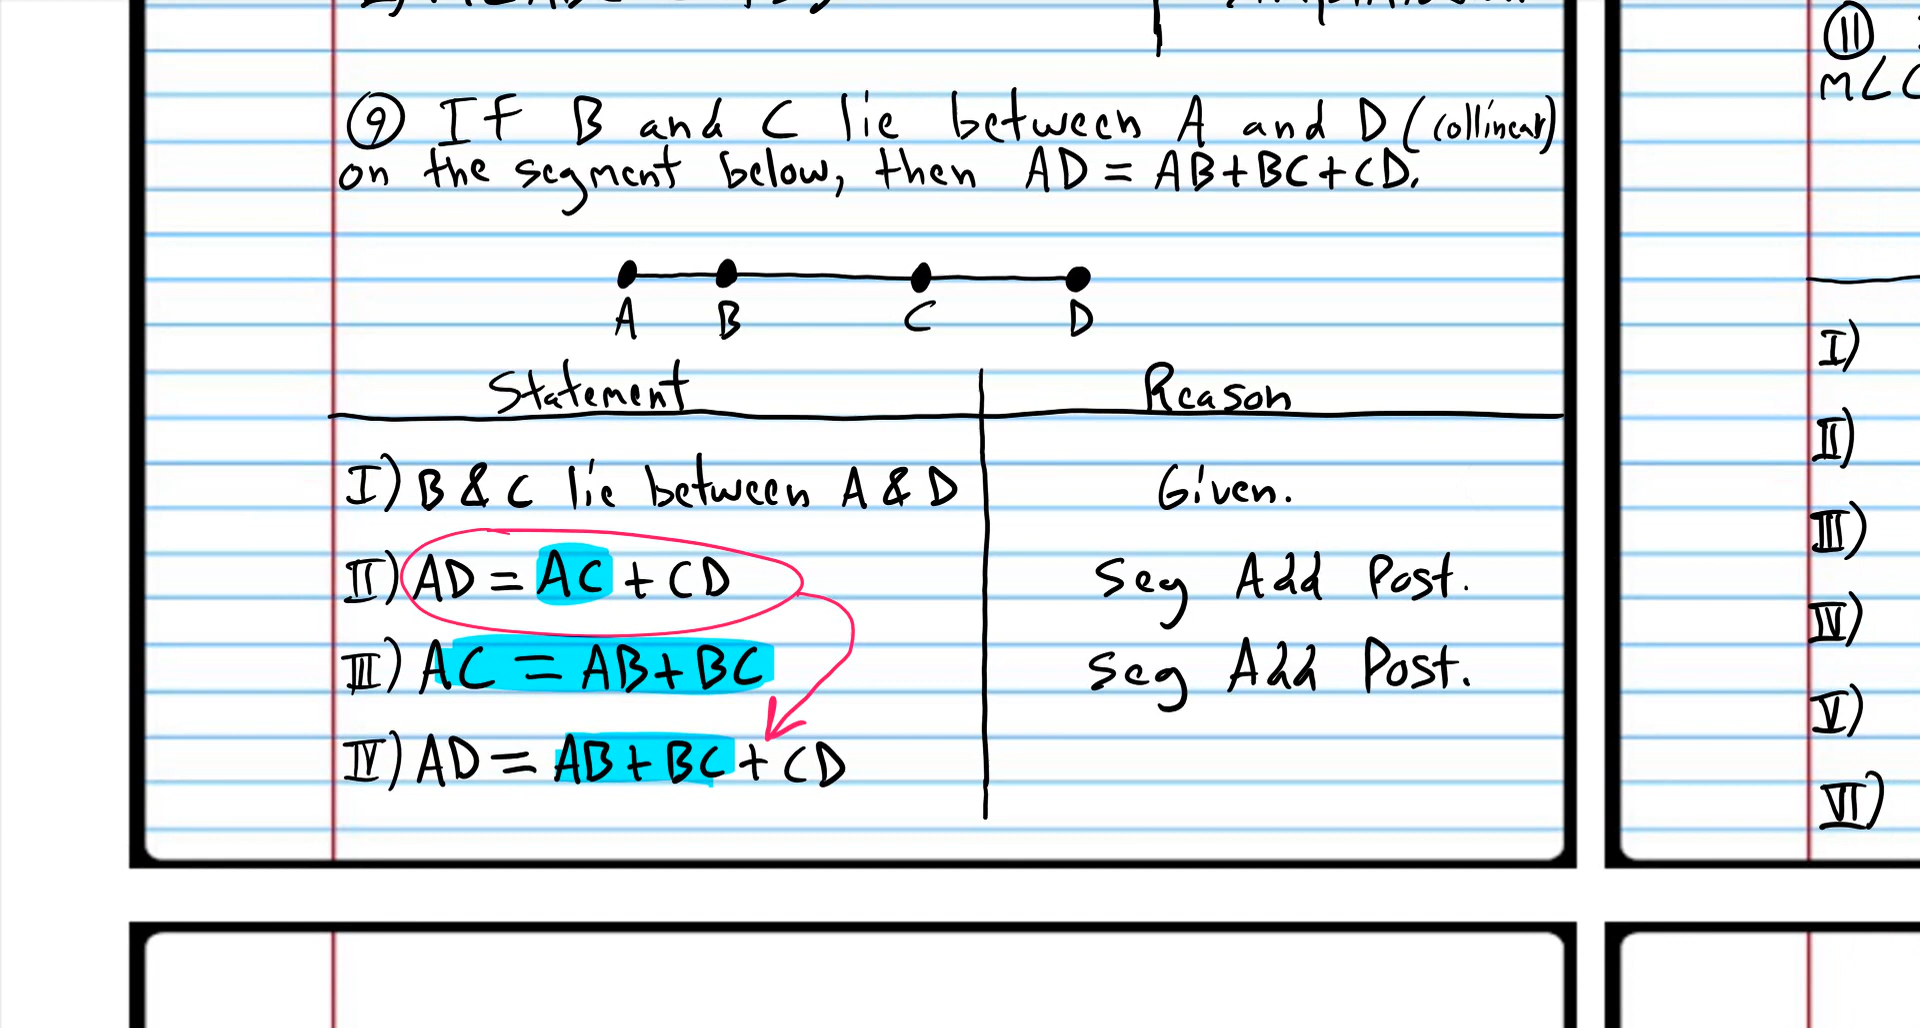 ⑨ If B and C lie between A and D (collinear)
on the segment below, then AD = AB+BC+CD.
A B C D
Statement Reason
I) B & C lie between A & D Given.
II) AD = AC + CD Seg Add Post.
III) AC = AB+BC Seg Add Post.
IV) AD = AB+BC+CD
⑪
m∠C
I)
II)
III)
IV)
V)
VI)